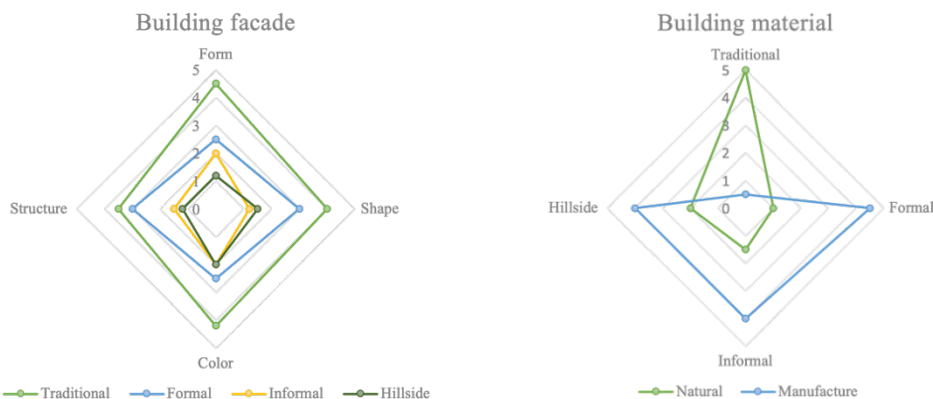 Building facade
Form
5
4
3
2
1
0
Structure
Shape
Color
Traditional Formal Informal Hillside
Building material
Traditional
5
4
3
2
1
0
Hillside
Formal
Informal
Natural Manufacture